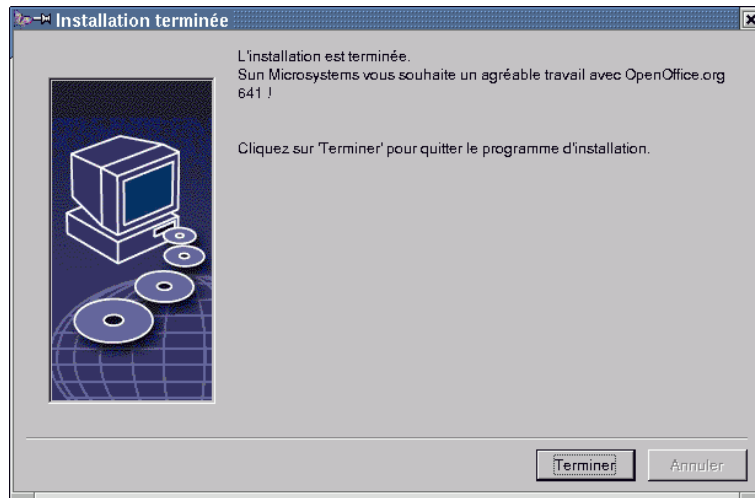 Installation terminée
L'installation est terminée.
Sun Microsystems vous souhaite un agréable travail avec OpenOffice.org
641 !
Cliquez sur 'Terminer' pour quitter le programme d'installation.
Terminer
Annuler